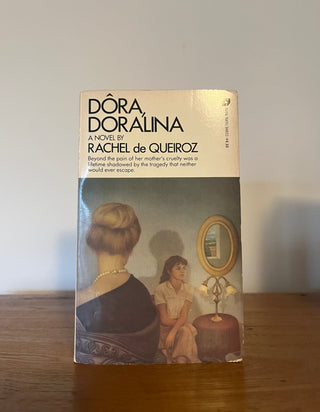 DÔRA,
DORALINA
A NOVEL BY
RACHEL de QUEIROZ
Beyond the pain of her mother's cruelty was a
lifetime shadowed by the tragedy that neither
would ever escape.